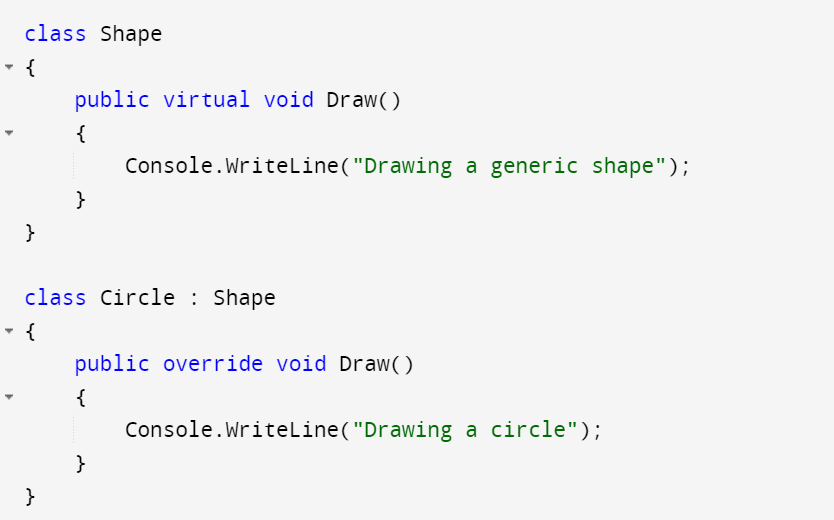 class Shape
{
    public virtual void Draw()
    {
        Console.WriteLine("Drawing a generic shape");
    }
}

class Circle : Shape
{
    public override void Draw()
    {
        Console.WriteLine("Drawing a circle");
    }
}